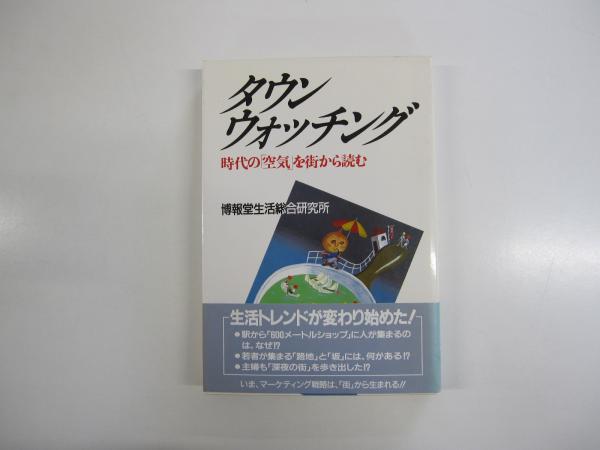 タウン
ウォッチング
時代の「空気」を街から読む
博報堂生活総合研究所
生活トレンドが変わり始めた!
●駅から「600メートルショップ」に人が集まるの
は、なぜ!?
●若者が集まる「路地」と「坂」には、何がある!?
●主婦も「深夜の街」を歩き出した!?
いま、マーケティング戦略は、「街」から生まれる!!